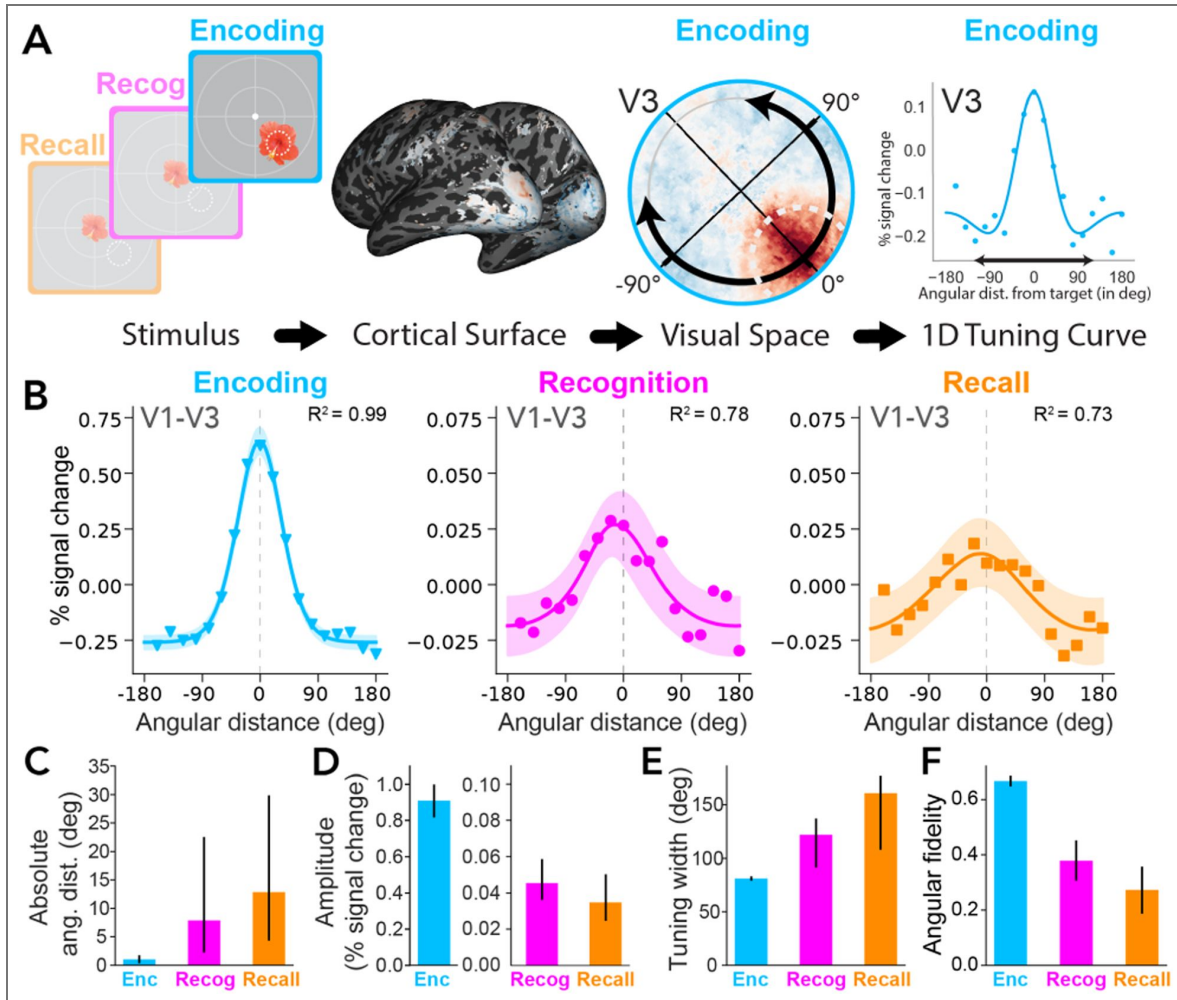 A
Encoding
Recog
Recall
Encoding
V3
90°
-90°
0°
Encoding
V3
% signal change
0.1
0.0
−0.1
−0.2
−180 −90 0 90 180
Angular dist. from target (in deg)
Stimulus Cortical Surface Visual Space 1D Tuning Curve
B
Encoding
V1-V3
R² = 0.99
% signal change
0.75
0.50
0.25
0.00
−0.25
-180 -90 0 90 180
Angular distance (deg)
Recognition
V1-V3
R² = 0.78
0.075
0.050
0.025
0.000
−0.025
-180 -90 0 90 180
Angular distance (deg)
Recall
V1-V3
R² = 0.73
0.075
0.050
0.025
0.000
−0.025
-180 -90 0 90 180
Angular distance (deg)
C
Absolute
ang. dist. (deg)
35
30
25
20
15
10
5
0
Enc Recog Recall
D
Amplitude
(% signal change)
1.0
0.8
0.6
0.4
0.2
0.0
Enc
0.10
0.08
0.06
0.04
0.02
0.00
Recog Recall
E
Tuning width (deg)
150
100
50
0
Enc Recog Recall
F
Angular fidelity
0.6
0.4
0.2
0.0
Enc Recog Recall